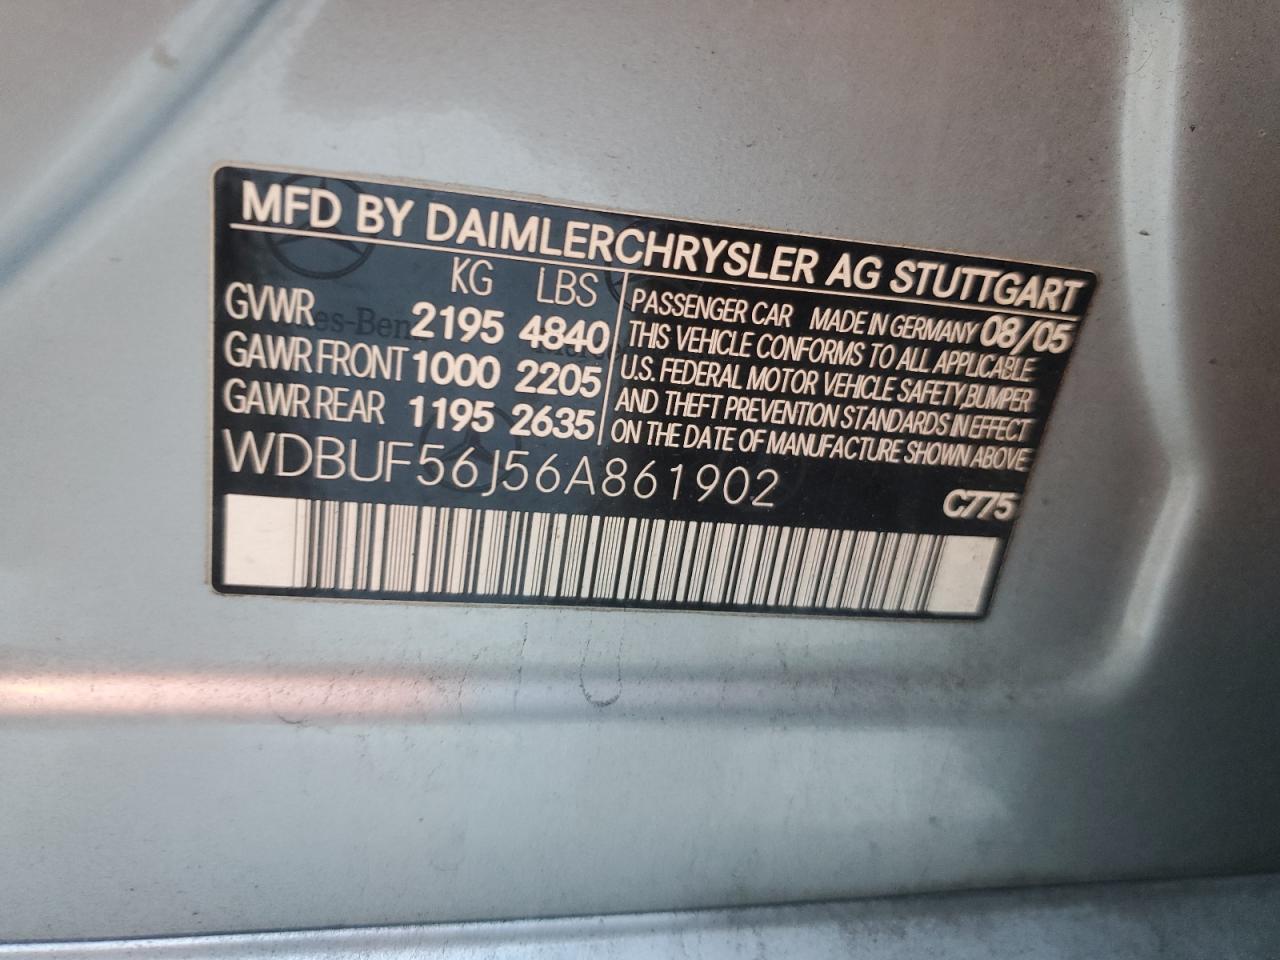 MFD BY DAIMLERCHRYSLER AG STUTTGART
KG LBS
GVWR 2195 4840
GAWR FRONT 1000 2205
GAWR REAR 1195 2635
PASSENGER CAR MADE IN GERMANY 08/05
THIS VEHICLE CONFORMS TO ALL APPLICABLE
U.S. FEDERAL MOTOR VEHICLE SAFETY,BUMPER
AND THEFT PREVENTION STANDARDS IN EFFECT
ON THE DATE OF MANUFACTURE SHOWN ABOVE
WDBUF56J56A861902
C775